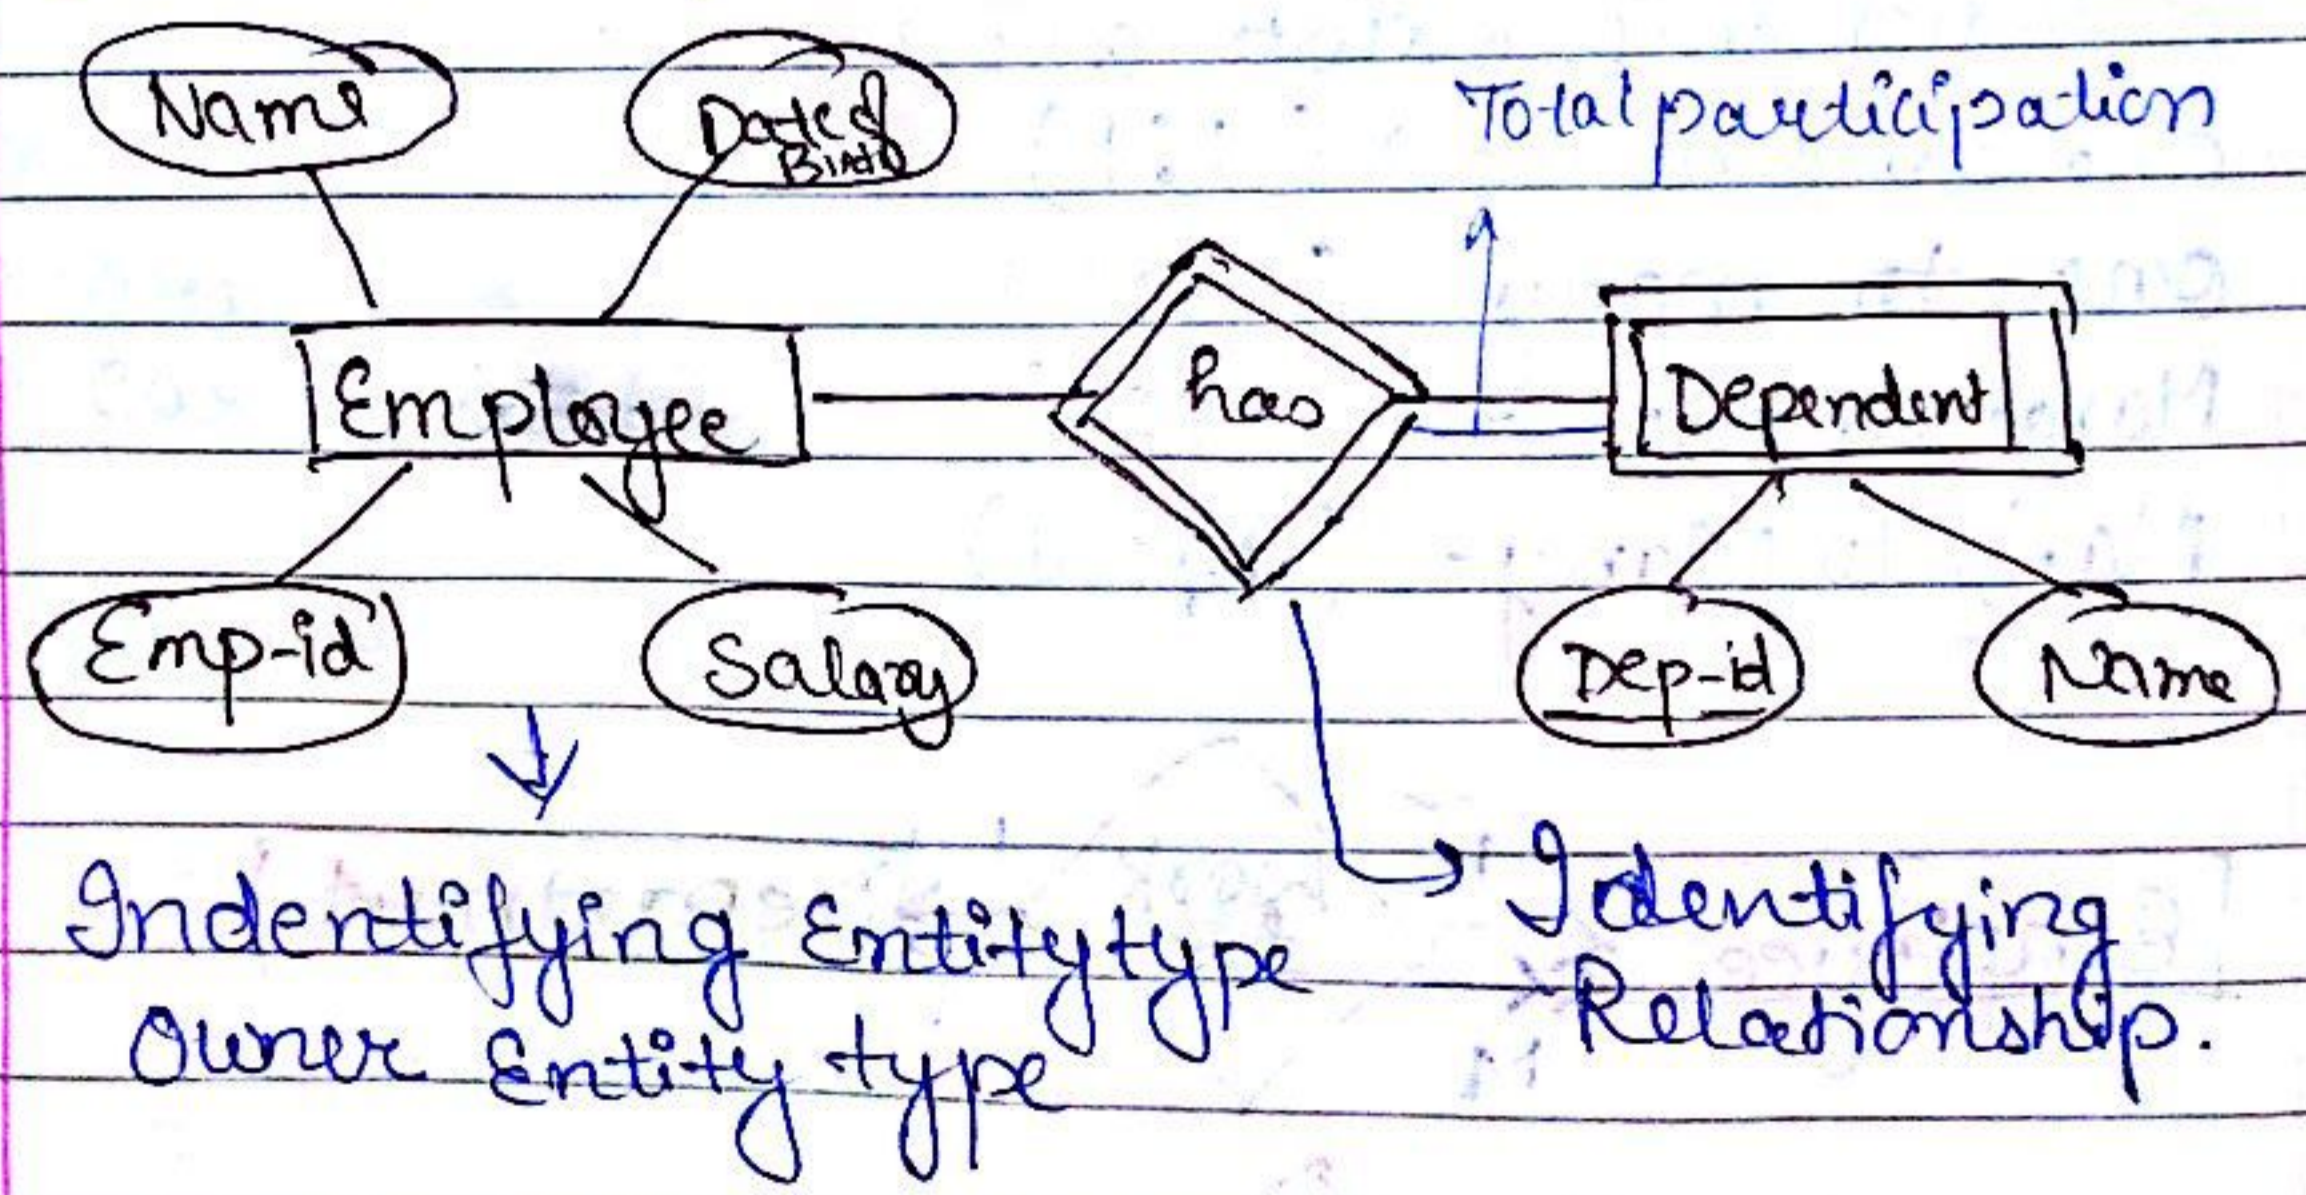 Name
Date of
Birth
Total participation
Employee
has
Dependent
Emp-id
Salary
Dep-id
Name
Indentifying Entity type
Owner Entity type
Identifying
Relationship.